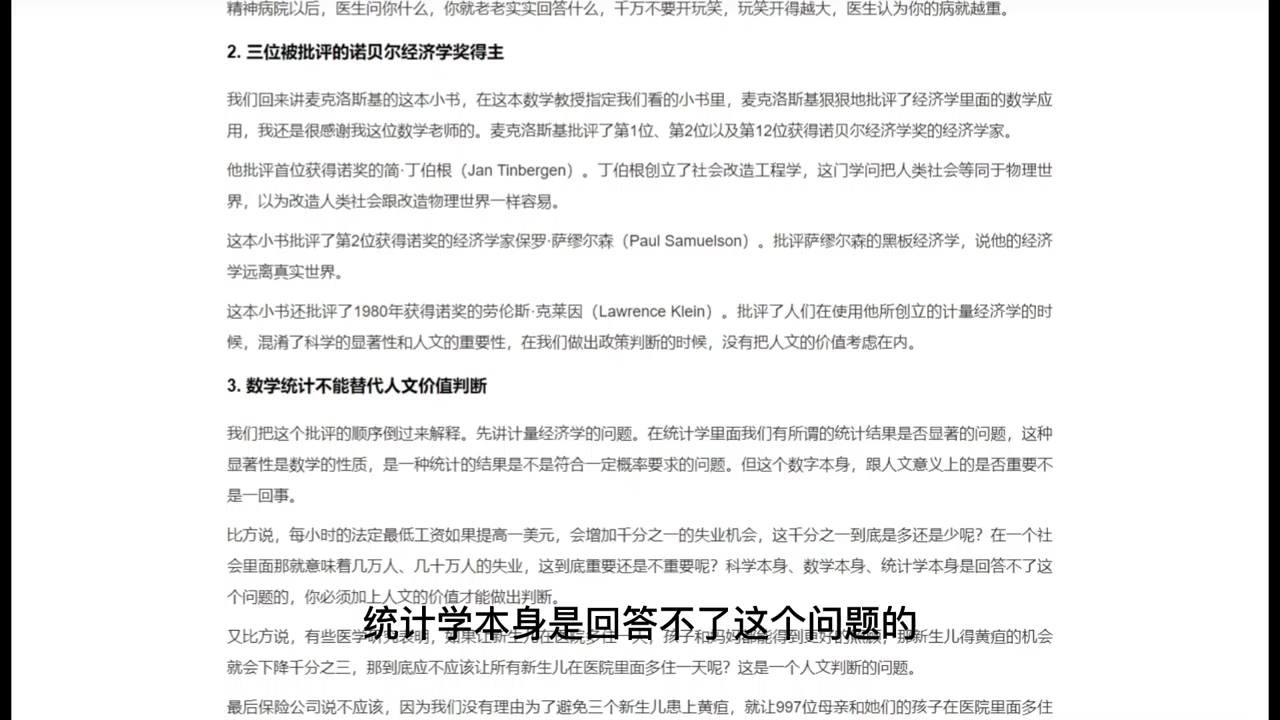 精神病院以后，医生问你什么，你就老老实实回答什么，千万不要开玩笑，玩笑开得越大，医生认为你的病就越重。
2. 三位被批评的诺贝尔经济学奖得主
我们回来讲麦克洛斯基的这本小书，在这本数学教授指定我们看的小书里，麦克洛斯基狠狠地批评了经济学里面的数学应
用，我还是很感谢我这位数学老师的。麦克洛斯基批评了第1位、第2位以及第12位获得诺贝尔经济学奖的经济学家。
他批评首位获得诺奖的简·丁伯根（Jan Tinbergen）。丁伯根创立了社会改造工程学，这门学问把人类社会等同于物理世
界，以为改造人类社会跟改造物理世界一样容易。
这本小书批评了第2位获得诺奖的经济学家保罗·萨缪尔森（Paul Samuelson）。批评萨缪尔森的黑板经济学，说他的经济
学远离真实世界。
这本小书还批评了1980年获得诺奖的劳伦斯·克莱因（Lawrence Klein）。批评了人们在使用他所创立的计量经济学的时
候，混淆了科学的显著性和人文的重要性，在我们做出政策判断的时候，没有把人文的价值考虑在内。
3. 数学统计不能替代人文价值判断
我们把这个批评的顺序倒过来解释。先讲计量经济学的问题。在统计学里面我们有所谓的统计结果是否显著的问题，这种
显著性是数学的性质，是一种统计的结果是不是符合一定概率要求的问题。但这个数字本身，跟人文意义上的是否重要不
是一回事。
比方说，每小时的法定最低工资如果提高一美元，会增加千分之一的失业机会，这千分之一到底是多还是少呢？在一个社
会里面那就意味着几万人、几十万人的失业，这到底重要还是不重要呢？科学本身、数学本身、统计学本身是回答不了这
个问题的，你必须加上人文的价值才能做出判断。
统计学本身是回答不了这个问题的
又比方说，有些医学研究表明，如果让新生儿在医院多住一天，孩子和妈妈都能得到更好的照顾，那新生儿得黄疸的机会
就会下降千分之三，那到底应不应该让所有新生儿在医院里面多住一天呢？这是一个人文判断的问题。
最后保险公司说不应该，因为我们没有理由为了避免三个新生儿患上黄疸，就让997位母亲和她们的孩子在医院里面多住